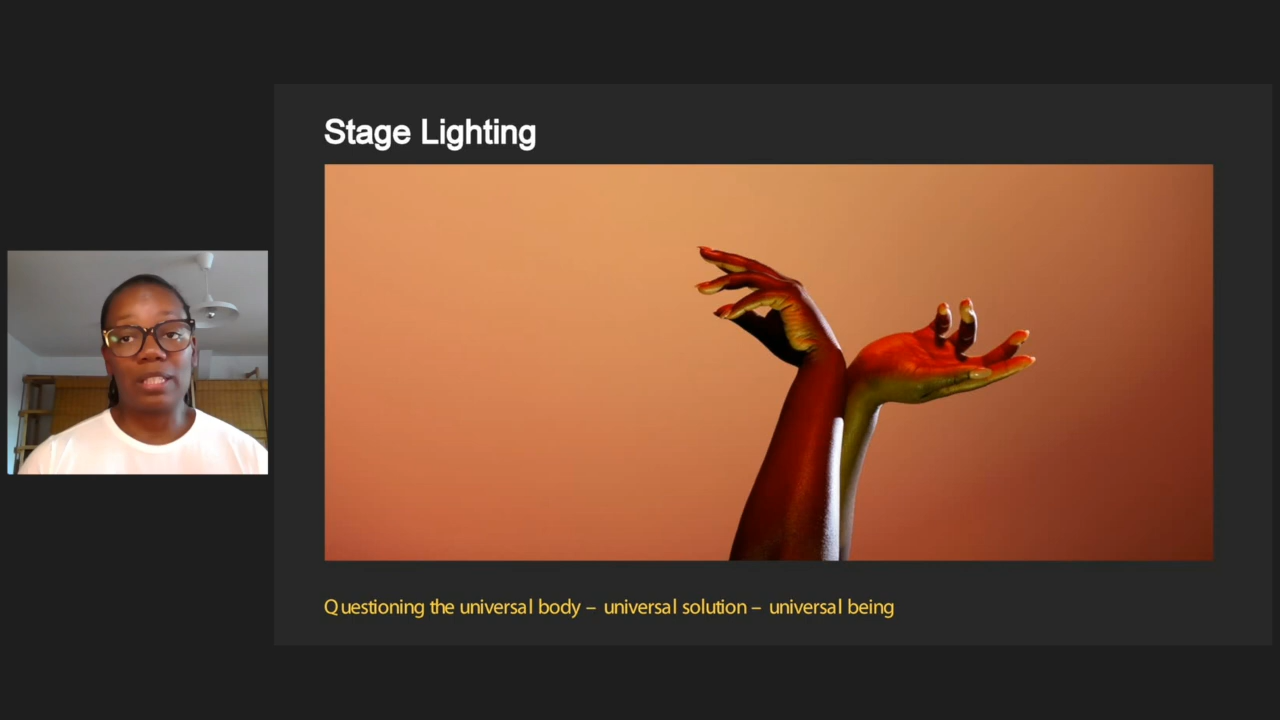 Stage Lighting
Questioning the universal body – universal solution – universal being